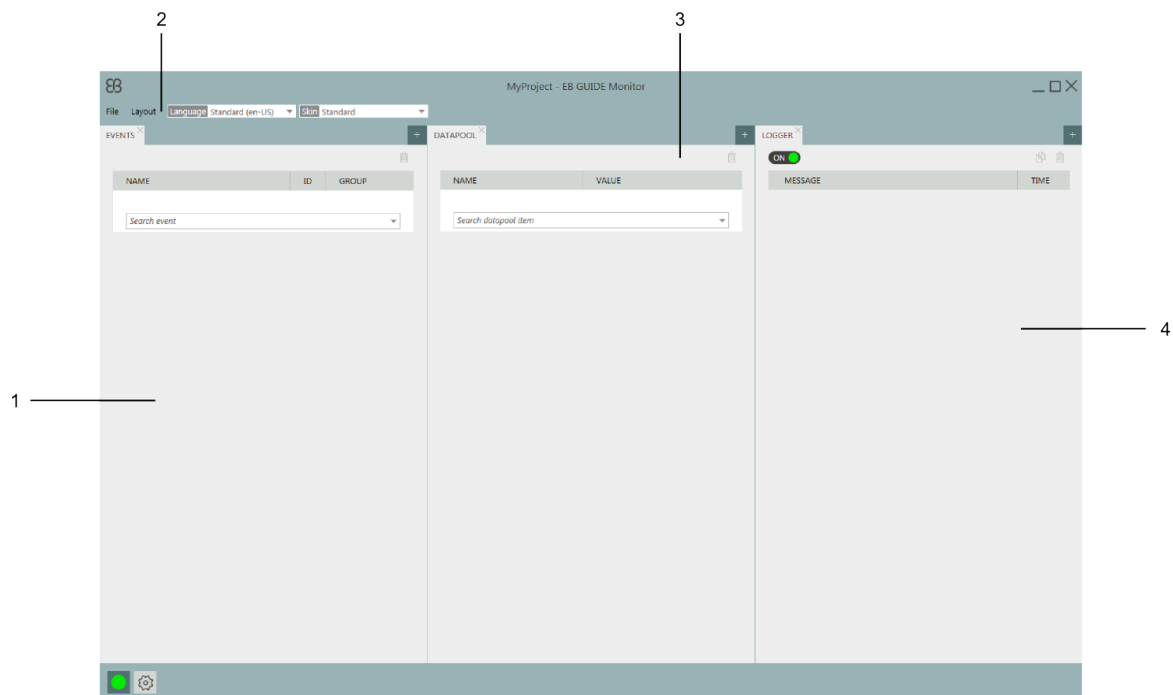 2 3
EB
MyProject - EB GUIDE Monitor
File Layout Language Standard (en-US) Skin Standard
EVENTS + DATAPOOL + LOGGER +
ON
NAME ID GROUP NAME VALUE MESSAGE TIME
Search event Search datapool item
4
1